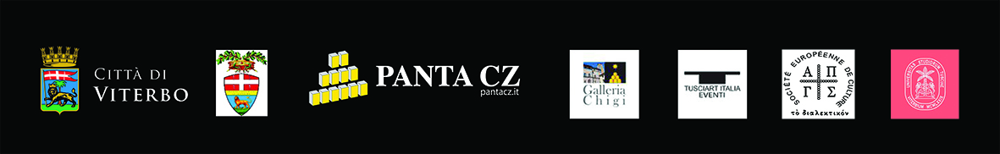 CITTÀ DI
VITERBO
PANTA CZ
pantacz.it
Galleria
Chigi
TUSCIART ITALIA
EVENTI
SOCIÉTÉ EUROPÉENNE DE CULTURE
Α Π
Γ Σ
τὸ διαλεκτικόν